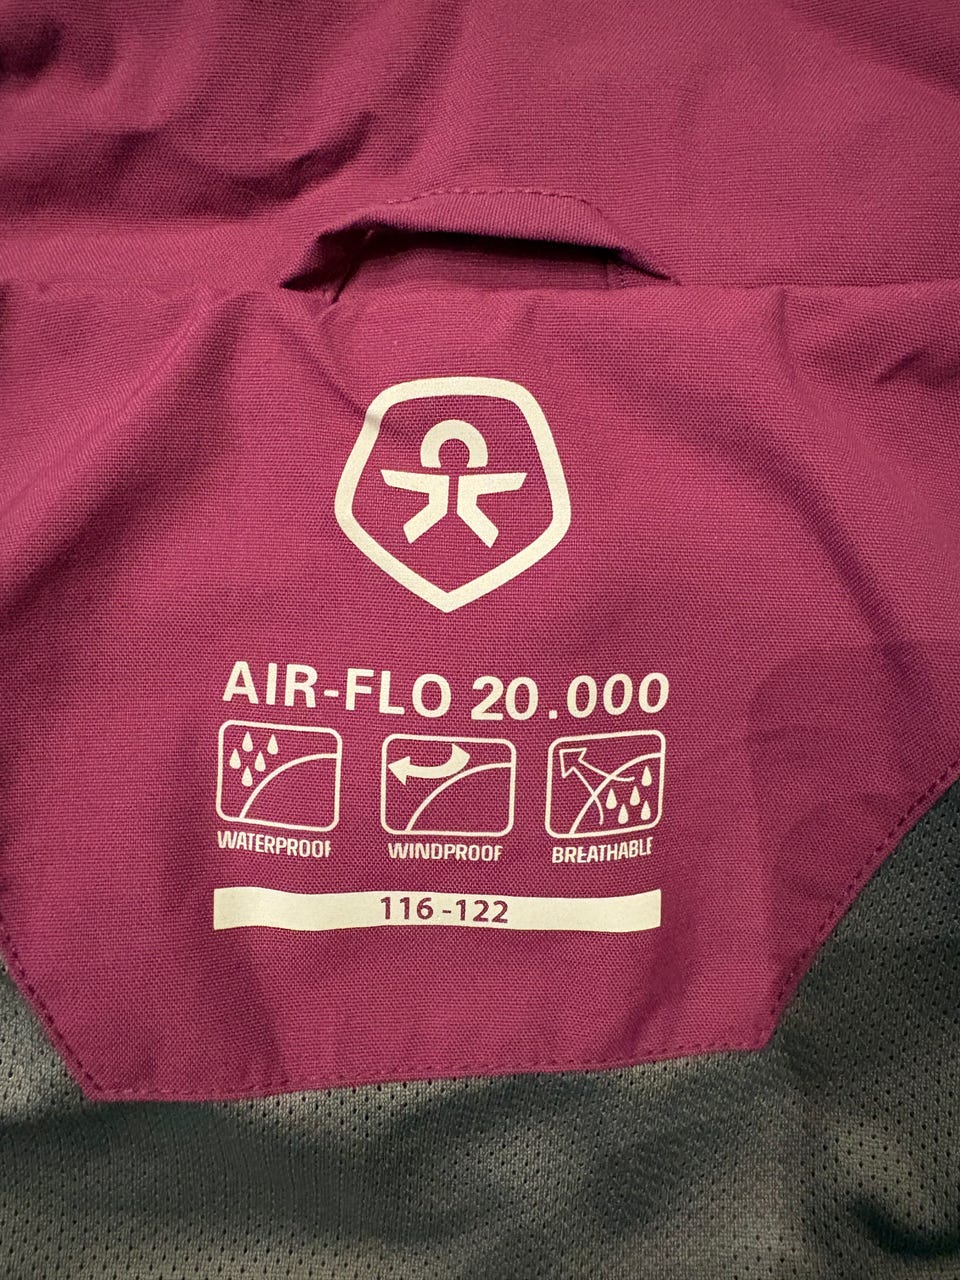 AIR-FLO 20.000
WATERPROOF WINDPROOF BREATHABLE
116-122